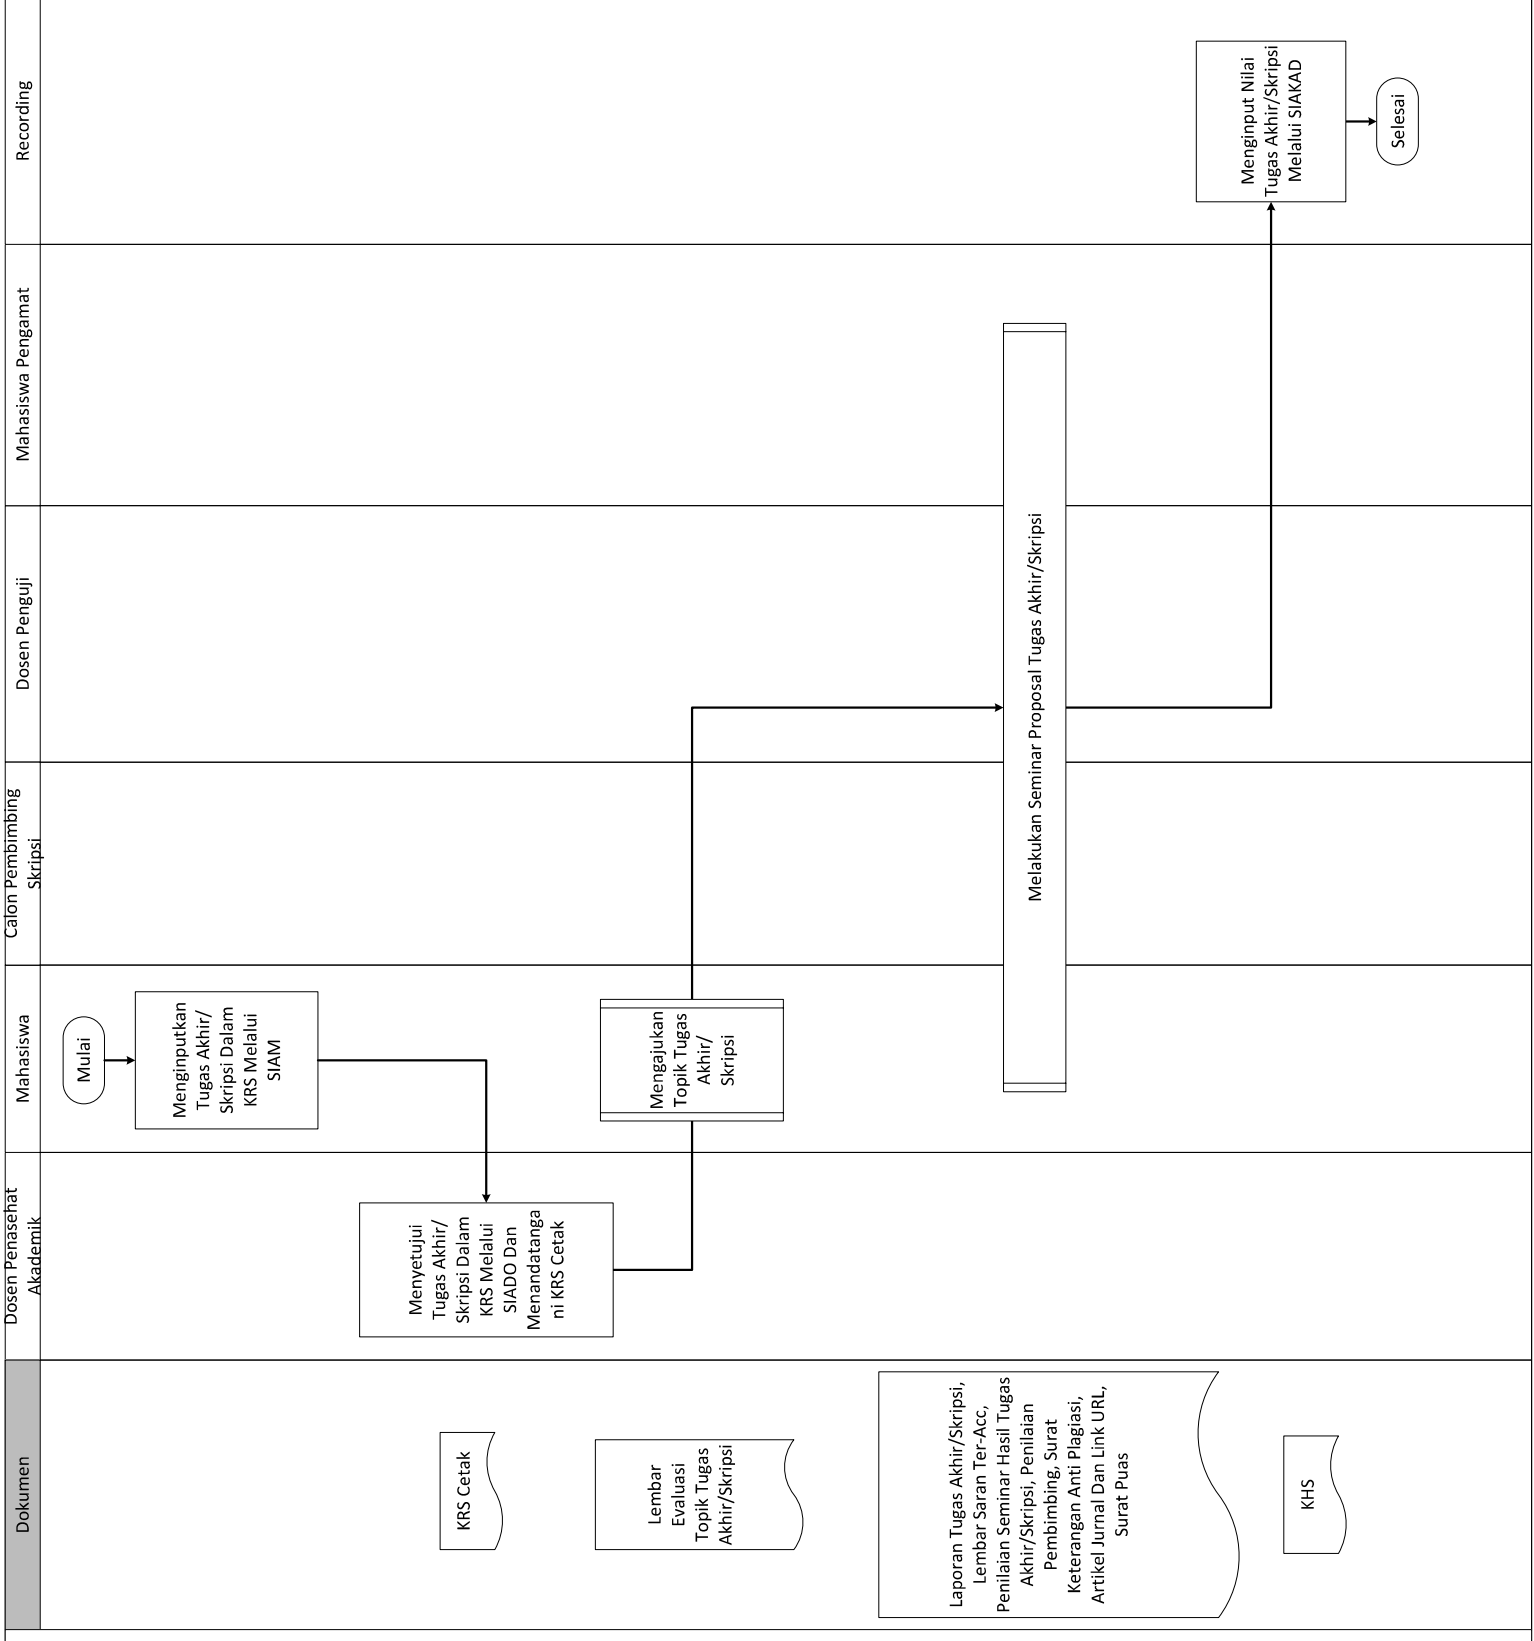 Dokumen
Dosen Penasehat
Akademik
Mahasiswa
Calon Pembimbing
Skripsi
Dosen Penguji
Mahasiswa Pengamat
Recording
Mulai
Menginputkan
Tugas Akhir/
Skripsi Dalam
KRS Melalui
SIAM
Menyetujui
Tugas Akhir/
Skripsi Dalam
KRS Melalui
SIADO Dan
Menandatanga
ni KRS Cetak
KRS Cetak
Mengajukan
Topik Tugas
Akhir/
Skripsi
Lembar
Evaluasi
Topik Tugas
Akhir/Skripsi
Melakukan Seminar Proposal Tugas Akhir/Skripsi
Laporan Tugas Akhir/Skripsi,
Lembar Saran Ter-Acc,
Penilaian Seminar Hasil Tugas
Akhir/Skripsi, Penilaian
Pembimbing, Surat
Keterangan Anti Plagiasi,
Artikel Jurnal Dan Link URL,
Surat Puas
Menginput Nilai
Tugas Akhir/Skripsi
Melalui SIAKAD
KHS
Selesai